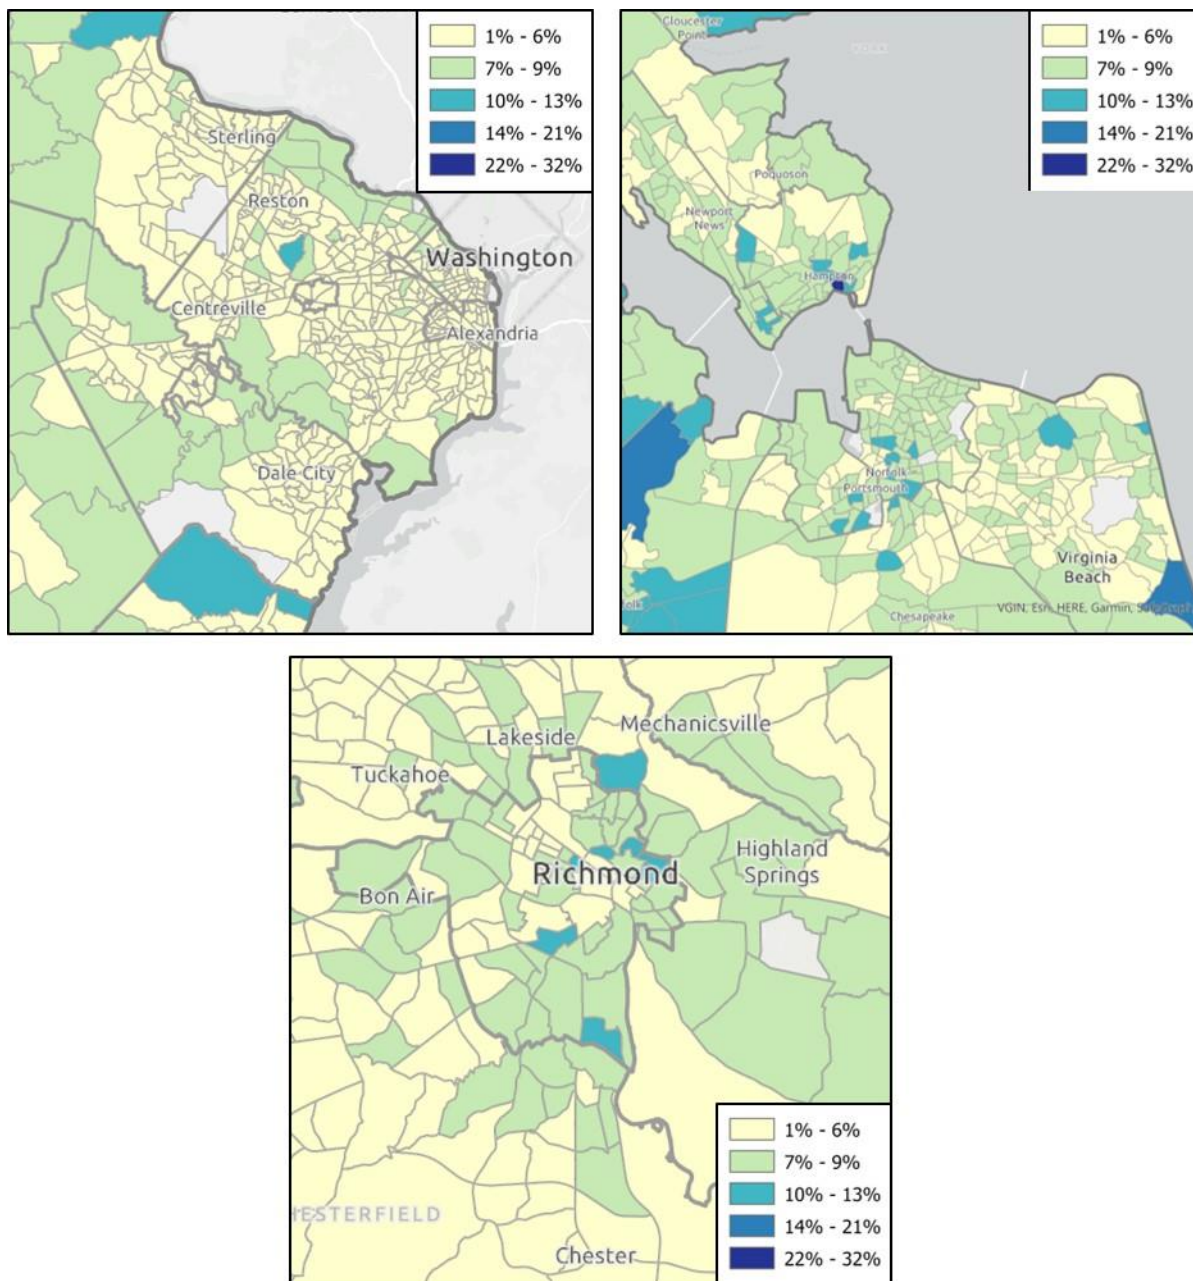 1% - 6%
7% - 9%
10% - 13%
14% - 21%
22% - 32%
Sterling
Reston
Washington
Centreville
Alexandria
Dale City
Gloucester
Point
YORK
1% - 6%
7% - 9%
10% - 13%
14% - 21%
22% - 32%
Poquoson
Newport
News
Hampton
Norfolk
Portsmouth
Virginia
Beach
VGIN, Esri, HERE, Garmin,
Chesapeake
Mechanicsville
Lakeside
Tuckahoe
Highland
Springs
Richmond
Bon Air
HESTERFIELD
Chester
1% - 6%
7% - 9%
10% - 13%
14% - 21%
22% - 32%